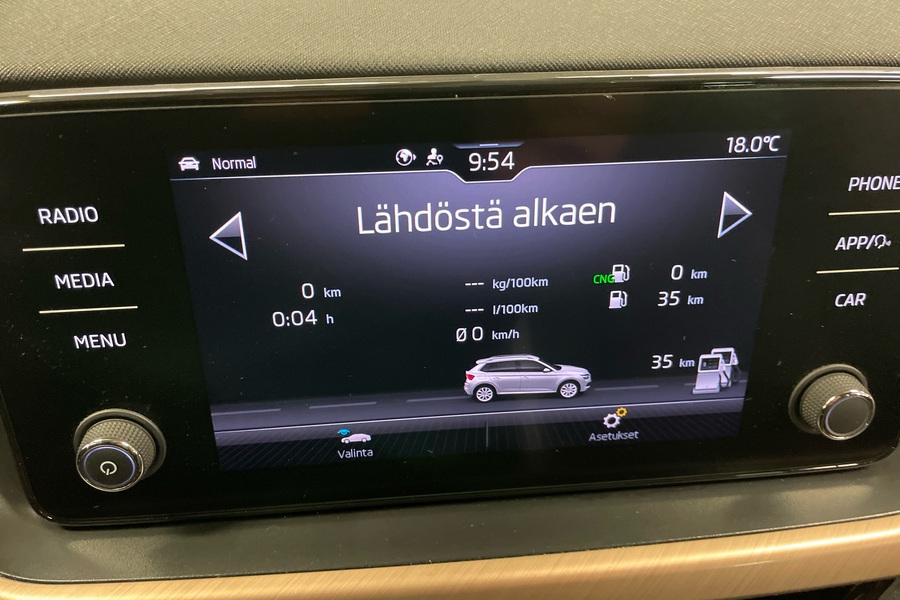 Normal
9:54
18.0°C
RADIO
MEDIA
MENU
Lähdöstä alkaen
0 km
0:04 h
--- kg/100km
--- l/100km
Ø 0 km/h
CNG 0 km
35 km
35 km
Valinta
Asetukset
PHONE
APP/
CAR